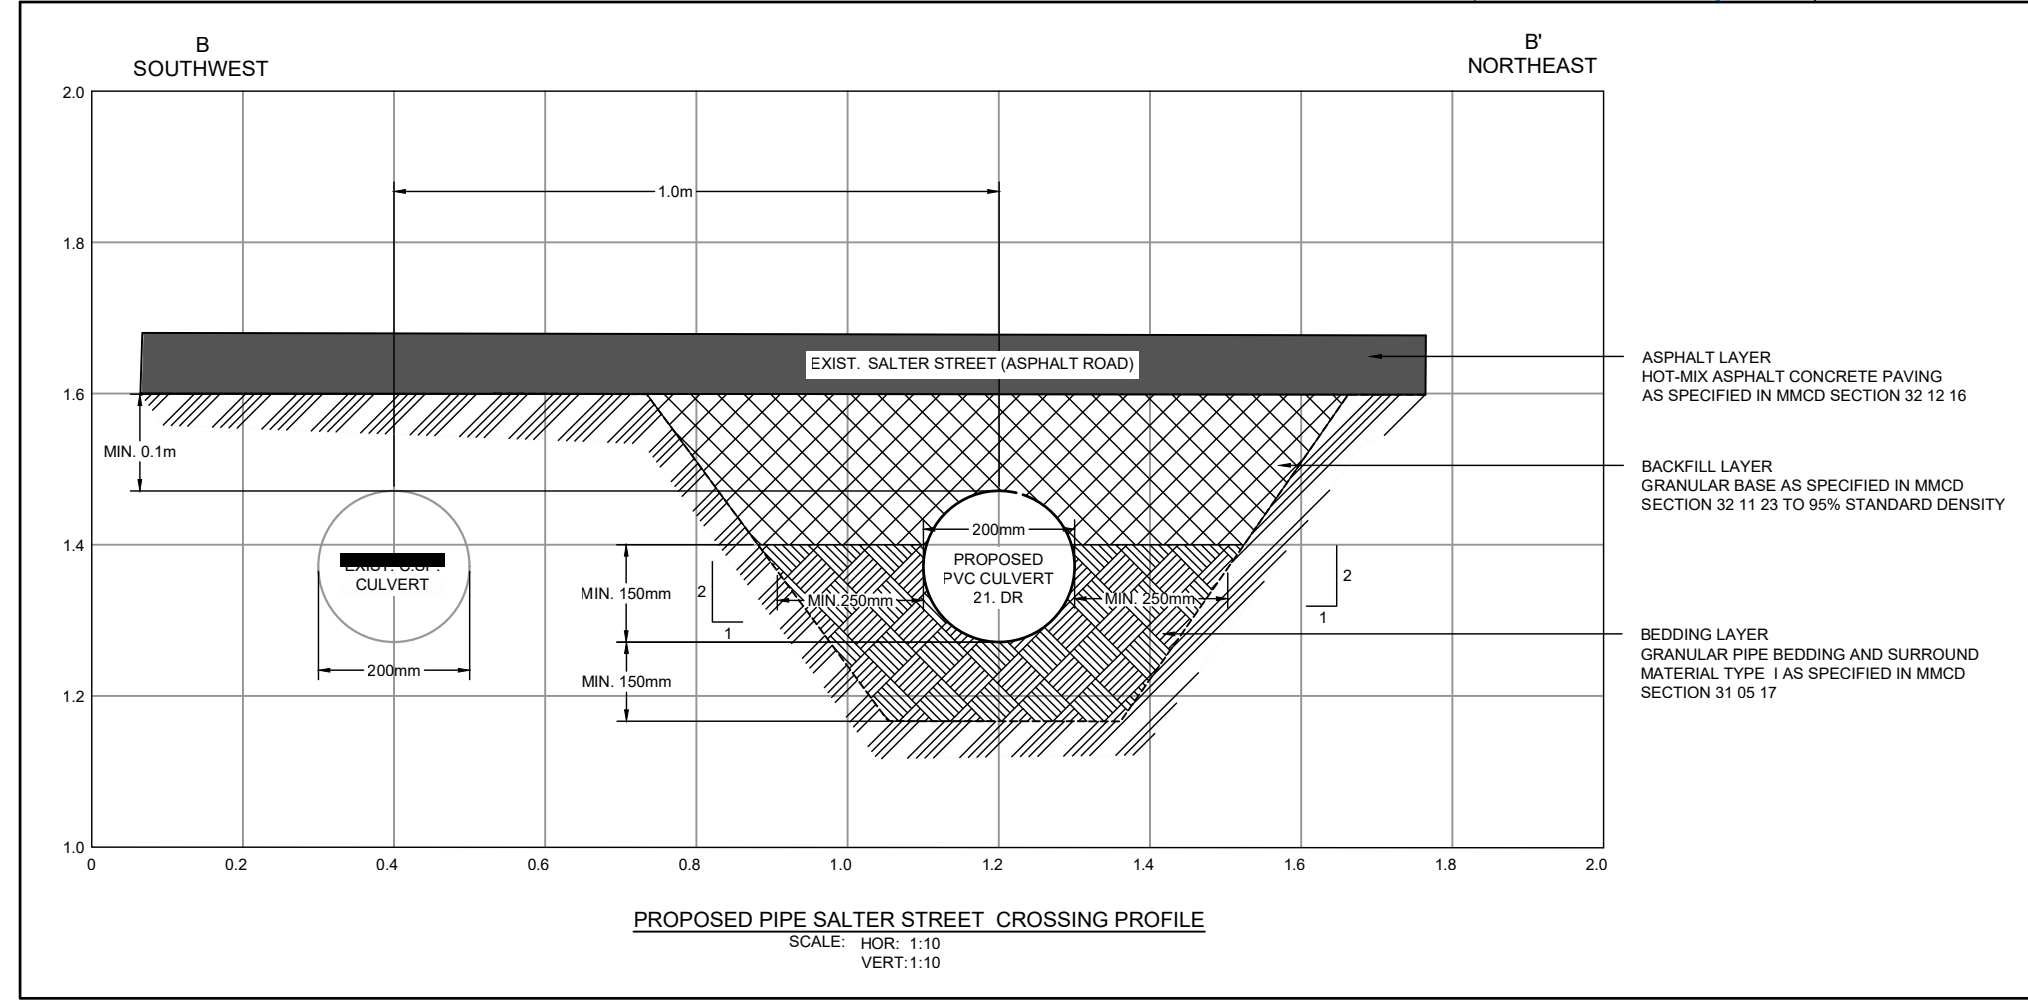 B
SOUTHWEST
B'
NORTHEAST
2.0
1.8
1.6
1.4
1.2
1.0
0
0.2
0.4
0.6
0.8
1.0
1.2
1.4
1.6
1.8
2.0
1.0m
EXIST. SALTER STREET (ASPHALT ROAD)
MIN. 0.1m
CULVERT
200mm
MIN. 150mm
MIN. 150mm
2
1
MIN.250mm
200mm
PROPOSED
PVC CULVERT
21. DR
MIN. 250mm
2
1
ASPHALT LAYER
HOT-MIX ASPHALT CONCRETE PAVING
AS SPECIFIED IN MMCD SECTION 32 12 16
BACKFILL LAYER
GRANULAR BASE AS SPECIFIED IN MMCD
SECTION 32 11 23 TO 95% STANDARD DENSITY
BEDDING LAYER
GRANULAR PIPE BEDDING AND SURROUND
MATERIAL TYPE I AS SPECIFIED IN MMCD
SECTION 31 05 17
PROPOSED PIPE SALTER STREET CROSSING PROFILE
SCALE: HOR: 1:10
VERT:1:10